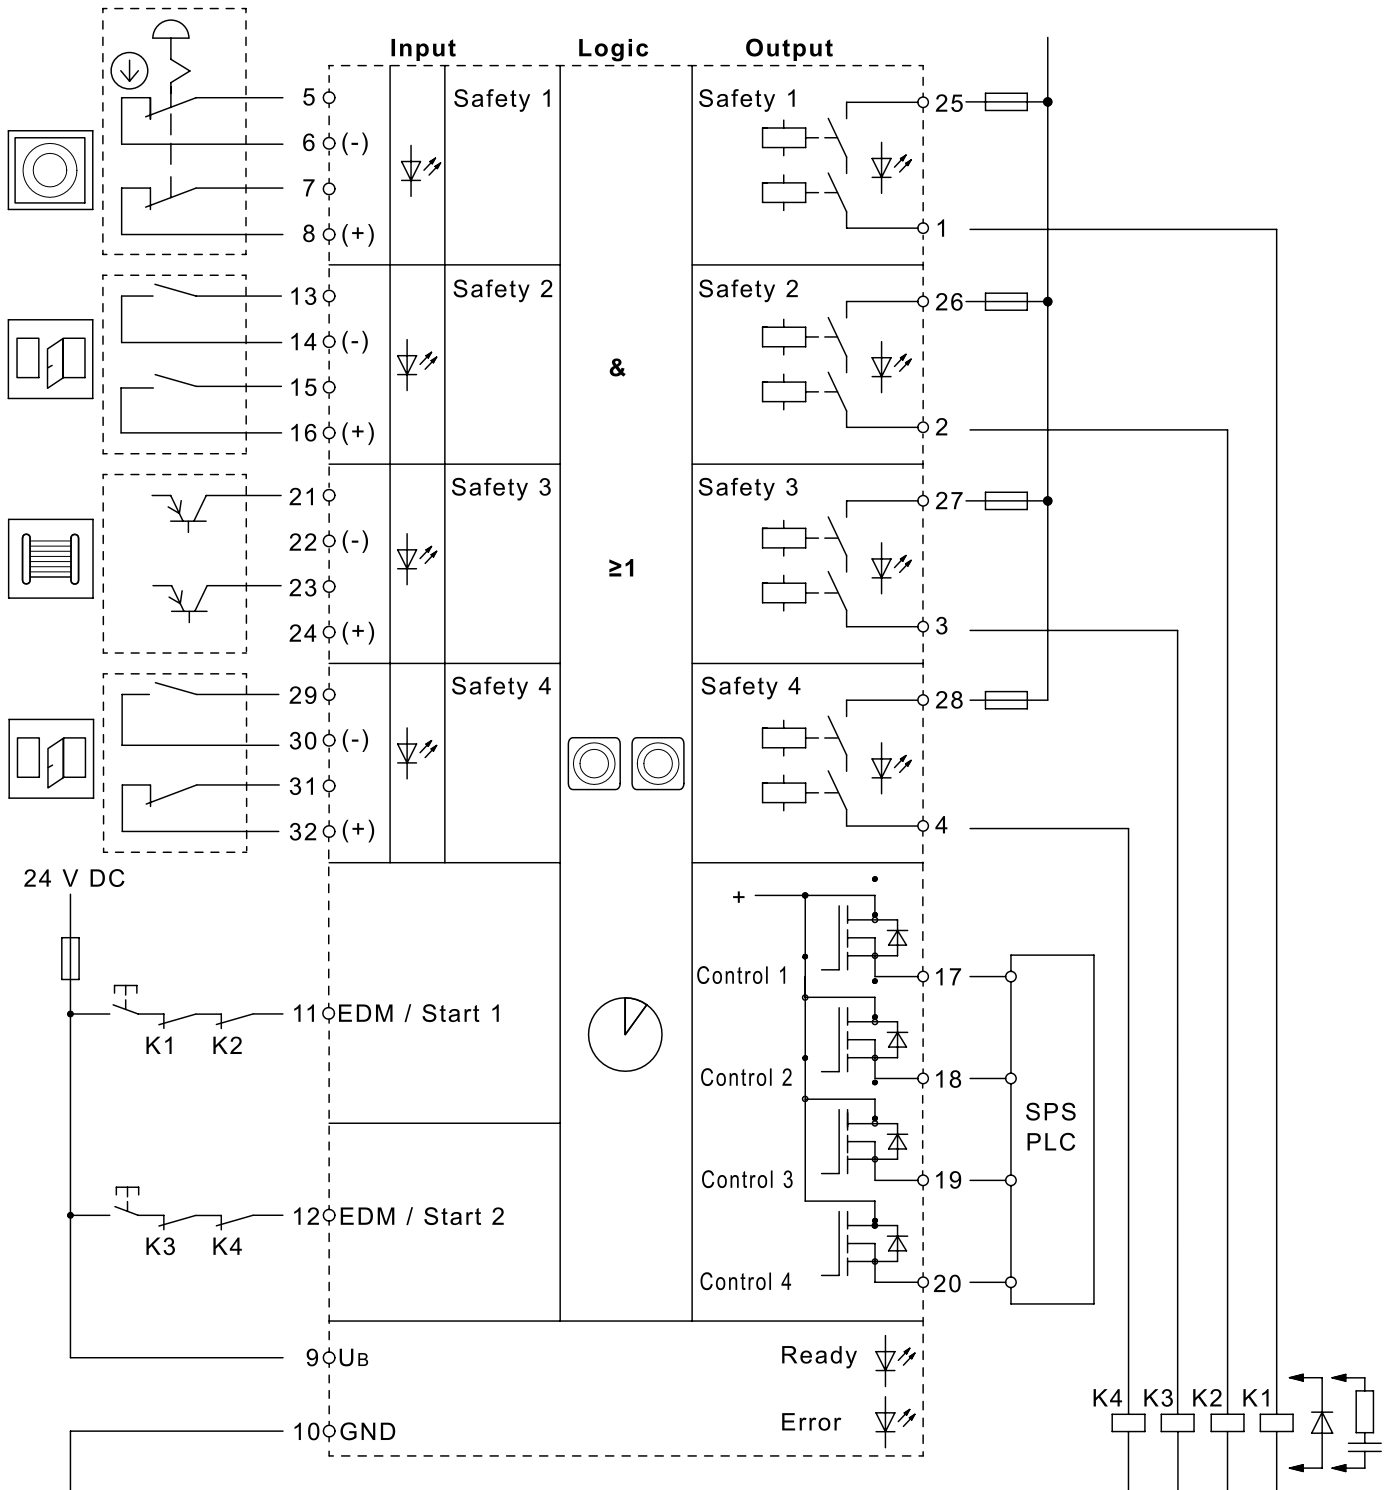 Input Logic Output
5 Safety 1 Safety 1 25
6 (-)
7
8 (+) 1
13 Safety 2 Safety 2 26
14 (-)
&
15
16 (+) 2
21 Safety 3 Safety 3 27
22 (-)
≥1
23
24 (+) 3
29 Safety 4 Safety 4 28
30 (-)
31
32 (+) 4
24 V DC
+
Control 1 17
11 EDM / Start 1
K1 K2
Control 2 18
SPS
PLC
Control 3 19
12 EDM / Start 2
K3 K4
Control 4 20
9 UB Ready
K4 K3 K2 K1
10 GND Error